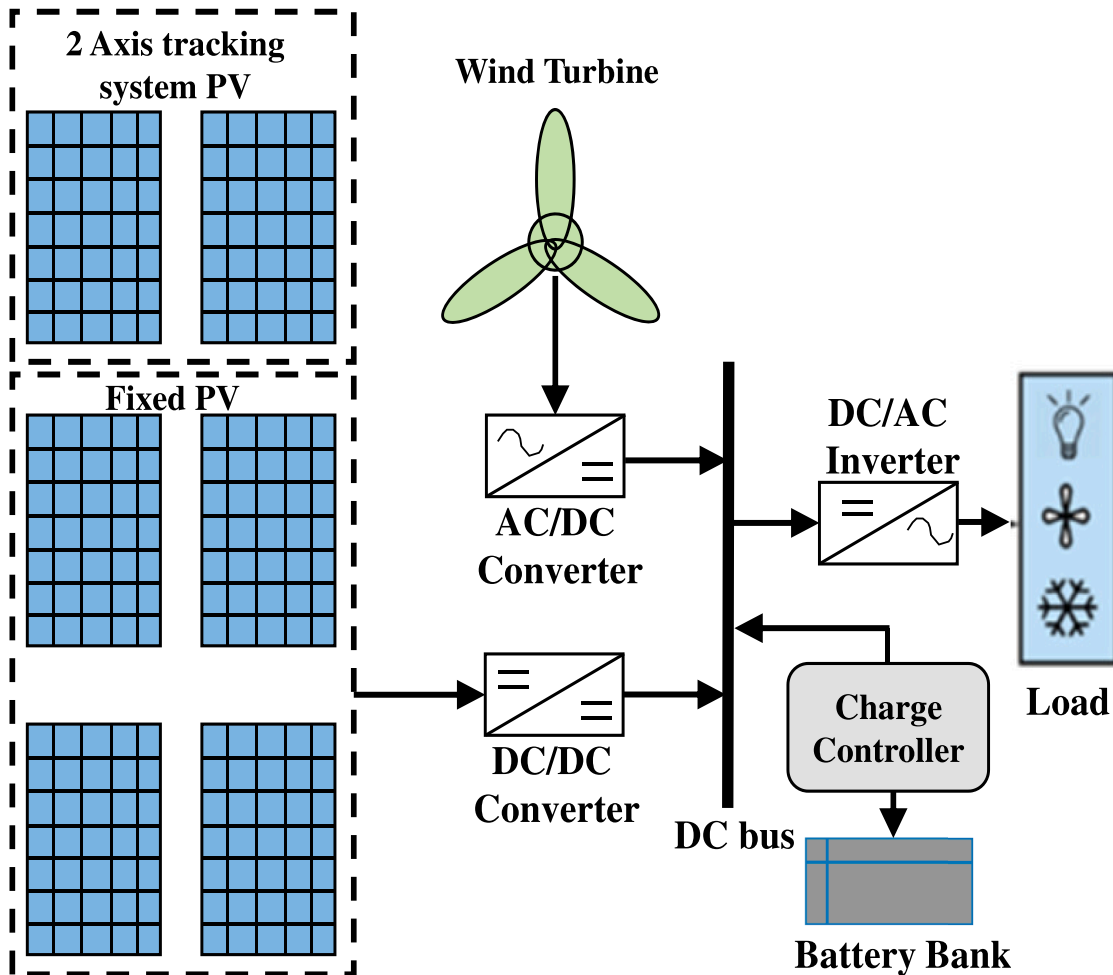 2 Axis tracking
system PV
Wind Turbine
Fixed PV
DC/AC
Inverter
AC/DC
Converter
Charge
Controller
Load
DC/DC
Converter
DC bus
Battery Bank